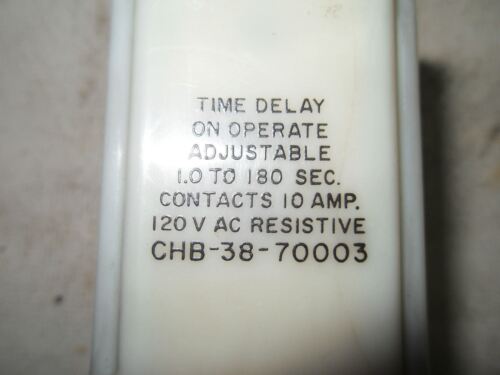 TIME DELAY
ON OPERATE
ADJUSTABLE
1.0 TO 180 SEC.
CONTACTS 10 AMP.
120 V AC RESISTIVE
CHB-38-70003